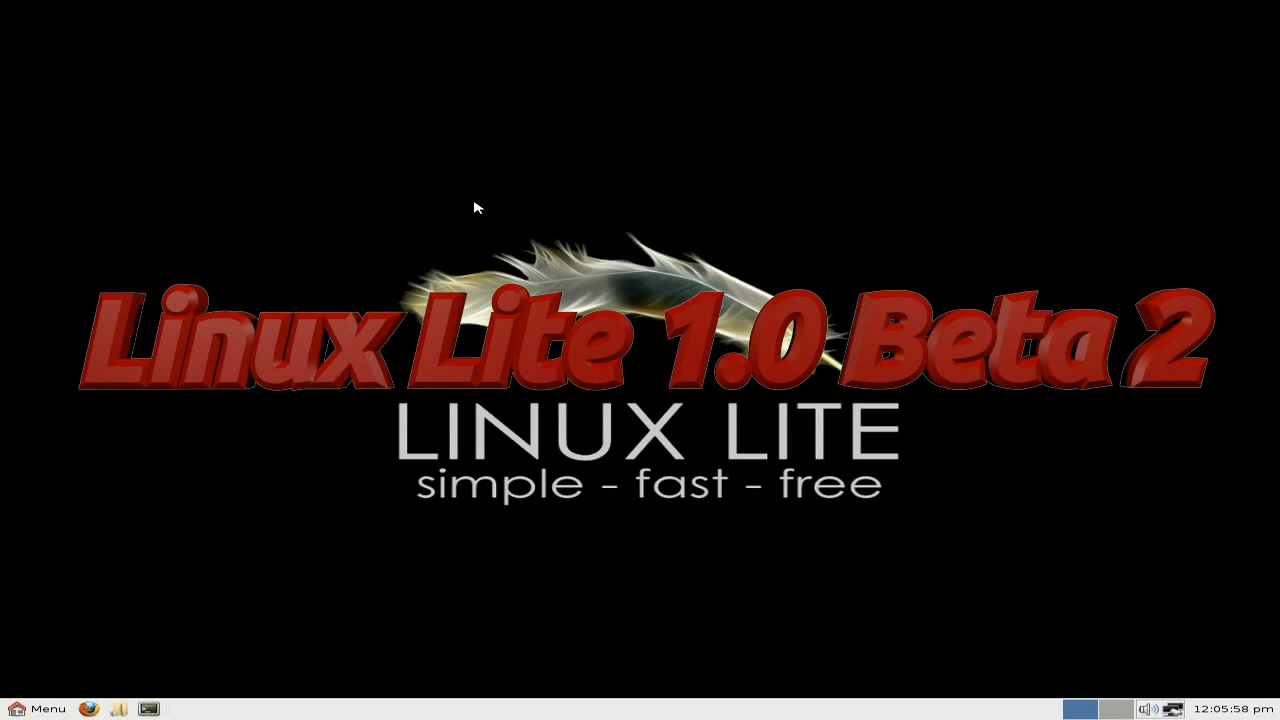 Linux Lite 1.0 Beta 2
LINUX LITE
simple - fast - free
Menu
12:05:58 pm